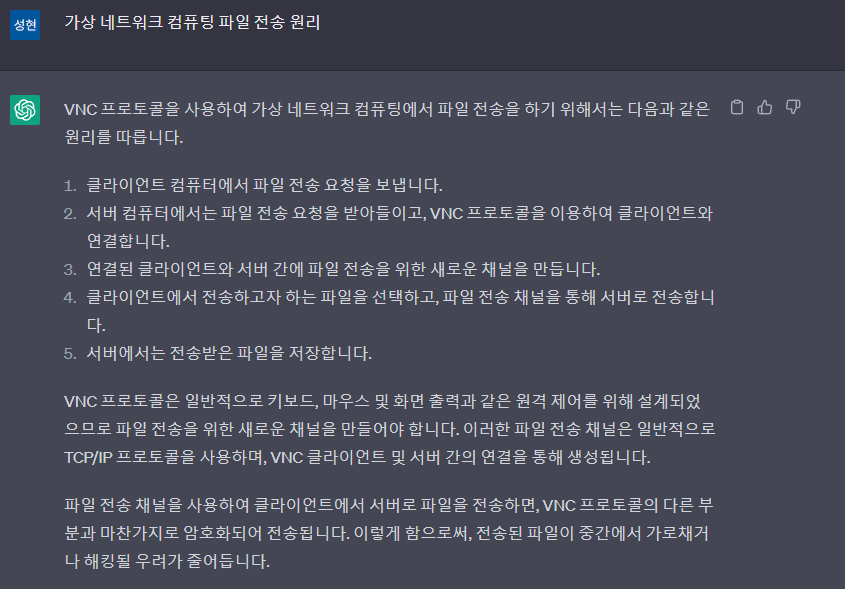 성현
가상 네트워크 컴퓨팅 파일 전송 원리
VNC 프로토콜을 사용하여 가상 네트워크 컴퓨팅에서 파일 전송을 하기 위해서는 다음과 같은
원리를 따릅니다.
1. 클라이언트 컴퓨터에서 파일 전송 요청을 보냅니다.
2. 서버 컴퓨터에서는 파일 전송 요청을 받아들이고, VNC 프로토콜을 이용하여 클라이언트와
연결합니다.
3. 연결된 클라이언트와 서버 간에 파일 전송을 위한 새로운 채널을 만듭니다.
4. 클라이언트에서 전송하고자 하는 파일을 선택하고, 파일 전송 채널을 통해 서버로 전송합니
다.
5. 서버에서는 전송받은 파일을 저장합니다.
VNC 프로토콜은 일반적으로 키보드, 마우스 및 화면 출력과 같은 원격 제어를 위해 설계되었
으므로 파일 전송을 위한 새로운 채널을 만들어야 합니다. 이러한 파일 전송 채널은 일반적으로
TCP/IP 프로토콜을 사용하며, VNC 클라이언트 및 서버 간의 연결을 통해 생성됩니다.
파일 전송 채널을 사용하여 클라이언트에서 서버로 파일을 전송하면, VNC 프로토콜의 다른 부
분과 마찬가지로 암호화되어 전송됩니다. 이렇게 함으로써, 전송된 파일이 중간에서 가로채거
나 해킹될 우려가 줄어듭니다.